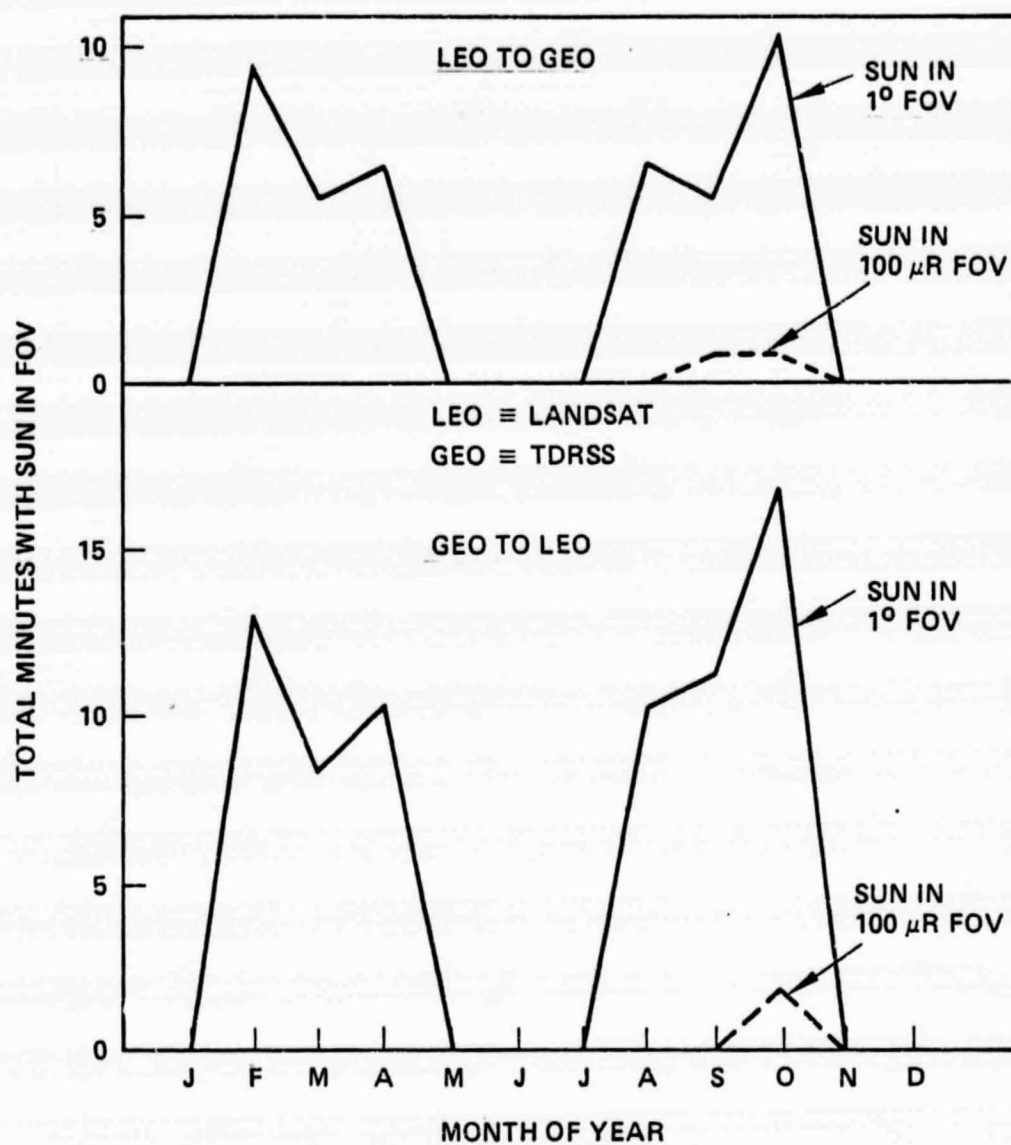 10
LEO TO GEO
SUN IN
1° FOV
5
SUN IN
100 μR FOV
0
TOTAL MINUTES WITH SUN IN FOV
LEO ≡ LANDSAT
GEO ≡ TDRSS
15
GEO TO LEO
SUN IN
1° FOV
10
5
SUN IN
100 μR FOV
0
J F M A M J J A S O N D
MONTH OF YEAR